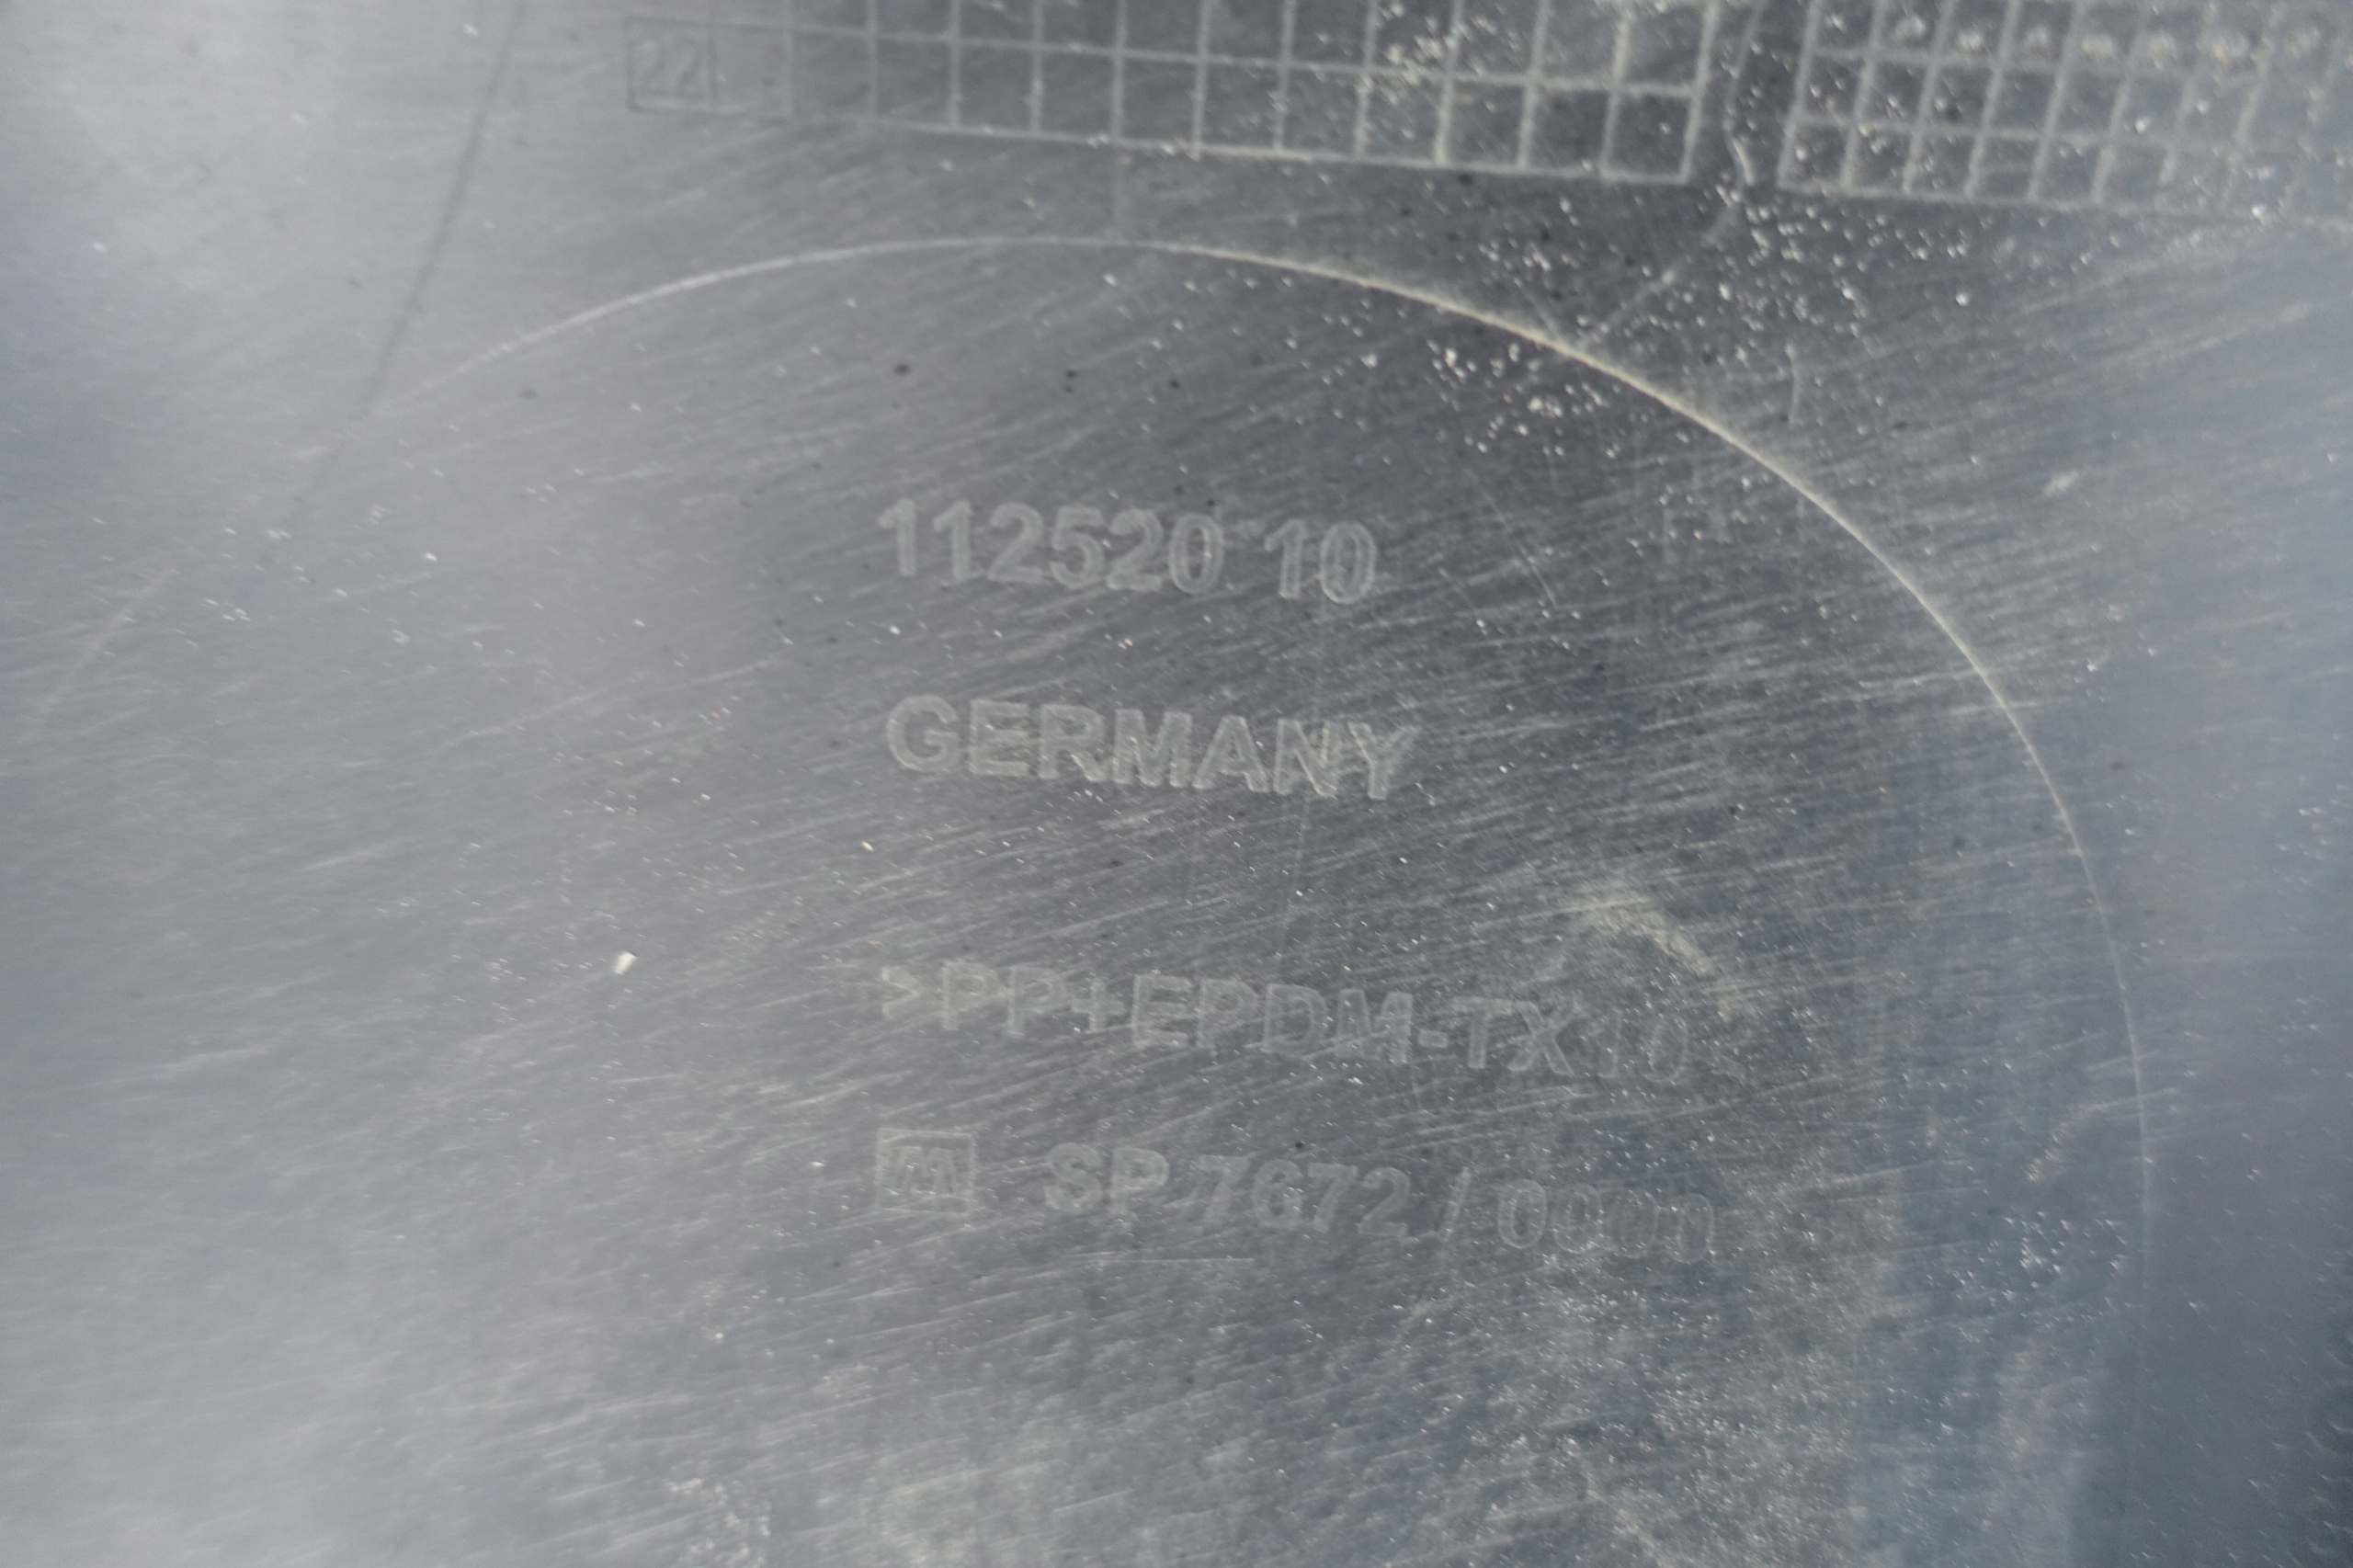 22
112520 10
GERMANY
>PP+EPDM-TX10
SP 7672 / 0000